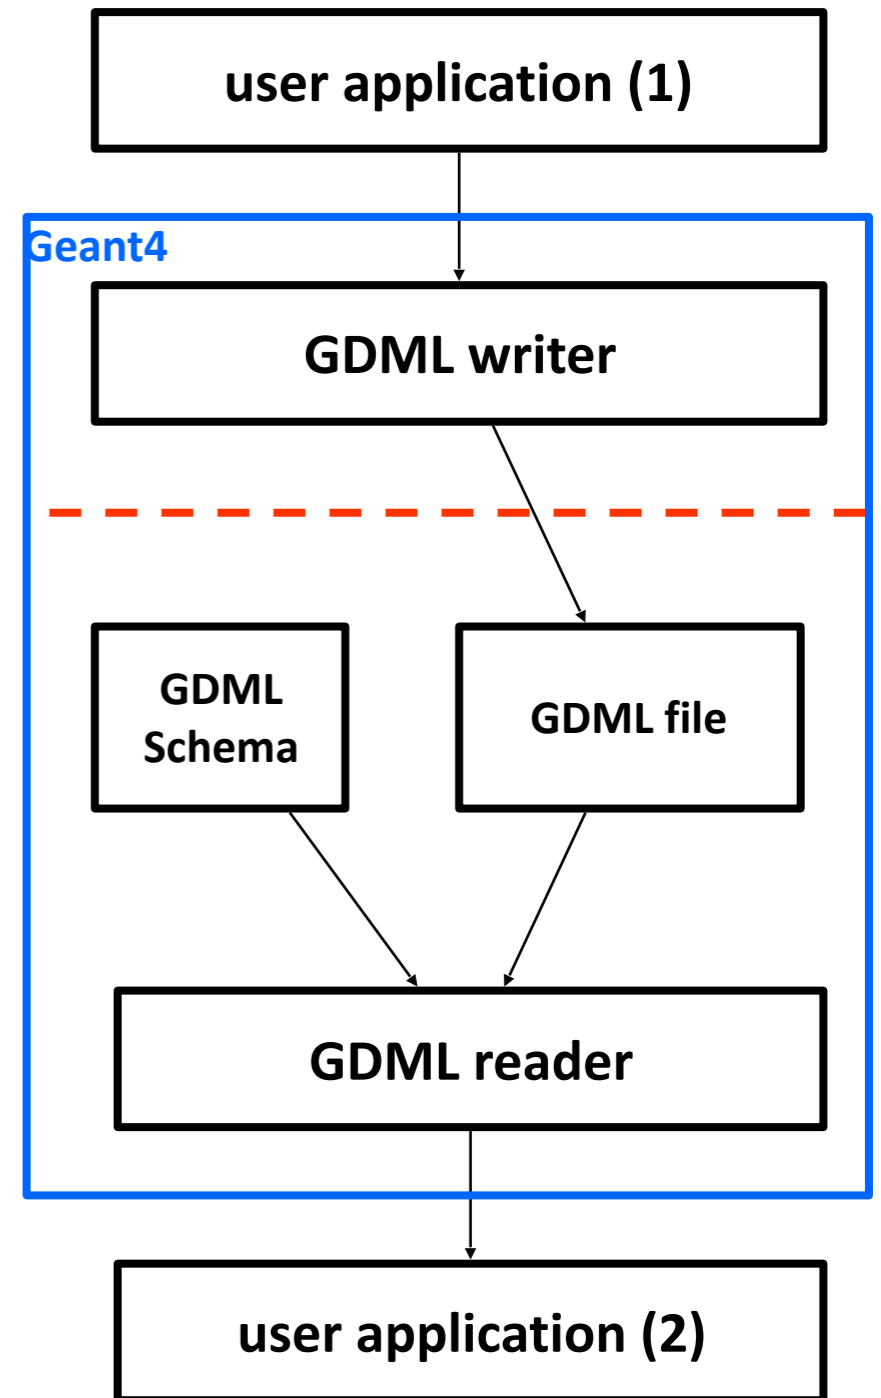 user application (1)
Geant4
GDML writer
GDML
Schema
GDML file
GDML reader
user application (2)